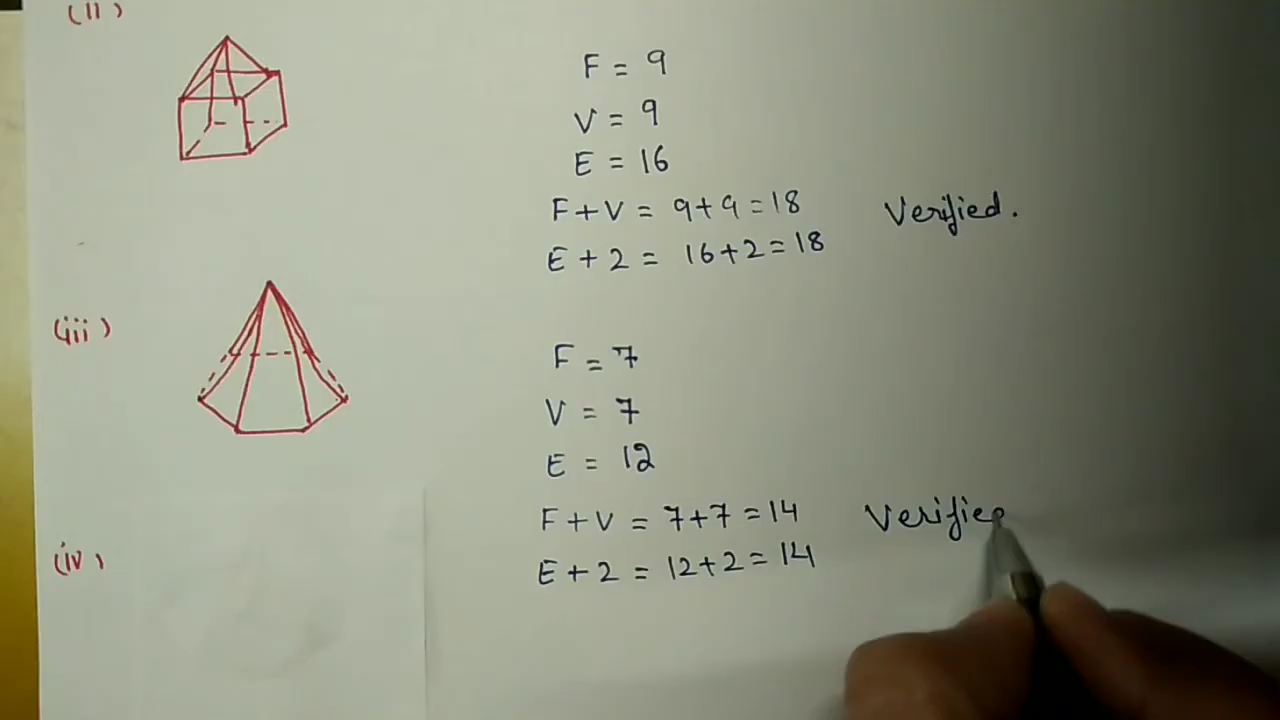 (ii)
F = 9
V = 9
E = 16
F+V = 9+9=18 Verified.
E+2 = 16+2=18
(iii)
F = 7
V = 7
E = 12
F+V = 7+7=14 Verifie
E+2 = 12+2=14
(iv)